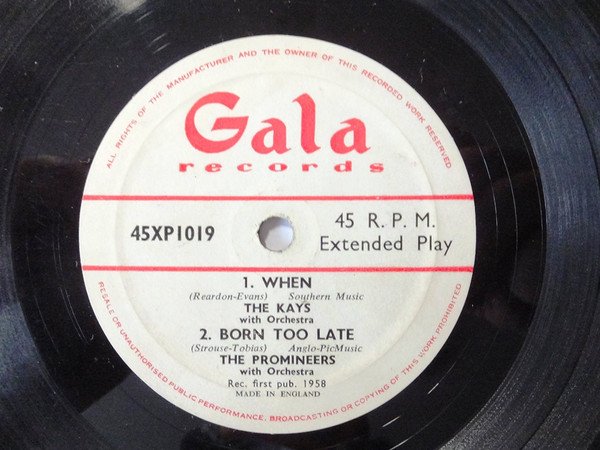 ALL RIGHTS OF THE MANUFACTURER AND THE OWNER OF THIS RECORDED WORK RESERVED
Gala
records
45XP1019
45 R. P. M.
Extended Play
1. WHEN
(Reardon-Evans) Southern Music
THE KAYS
with Orchestra
2. BORN TOO LATE
(Strouse-Tobias) Anglo-PicMusic
THE PROMINEERS
with Orchestra
Rec. first pub. 1958
MADE IN ENGLAND
RESALE OR UNAUTHORISED PUBLIC PERFORMANCE, BROADCASTING OR COPYING OF THIS RECORD PROHIBITED